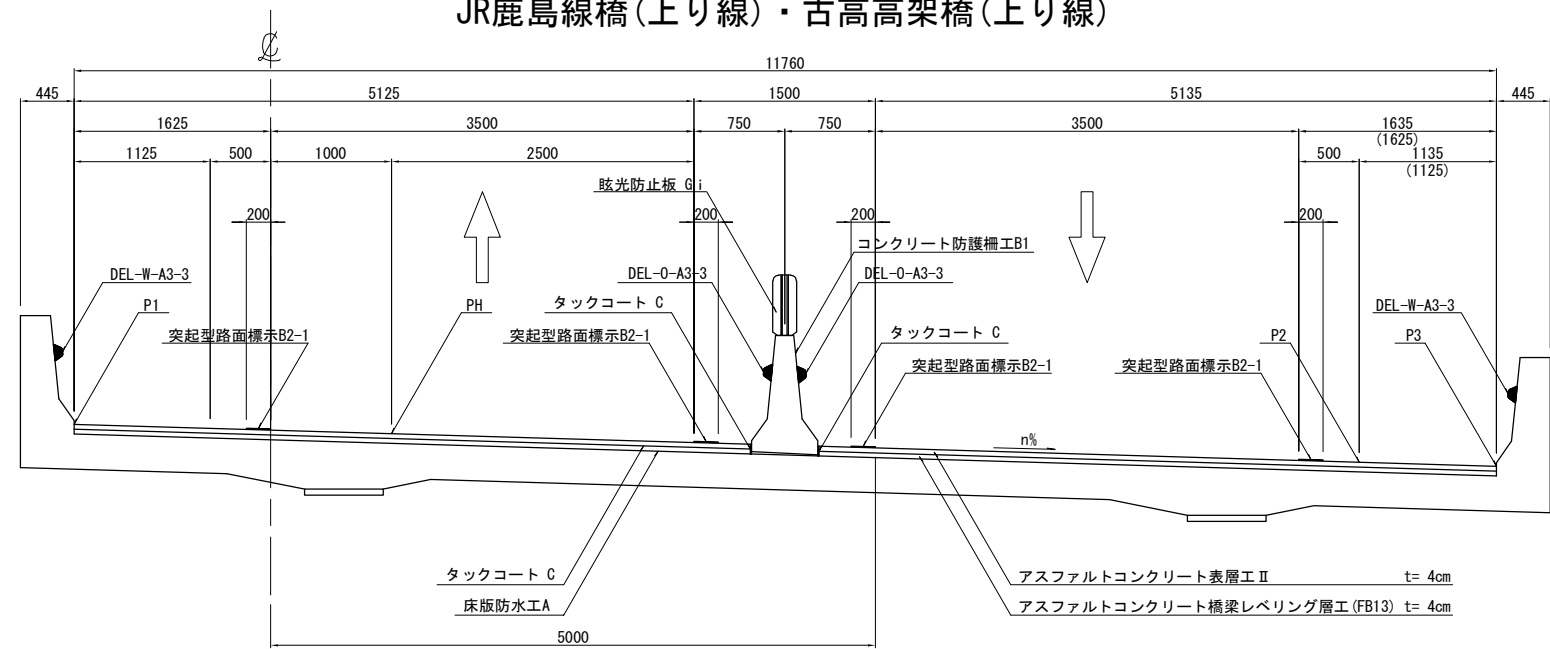 JR鹿島線橋(上り線)・古高高架橋(上り線)
℄
11760
445
5125
1500
5135
445
1625
3500
750
750
3500
1635
(1625)
1125
500
1000
2500
500
1135
(1125)
眩光防止板 Gi
200
200
200
200
コンクリート防護柵工B1
DEL-W-A3-3
DEL-O-A3-3
DEL-O-A3-3
DEL-W-A3-3
P1
PH
タックコート C
突起型路面標示B2-1
突起型路面標示B2-1
タックコート C
P2
P3
突起型路面標示B2-1
突起型路面標示B2-1
n%
タックコート C
床版防水工A
アスファルトコンクリート表層工Ⅱ t= 4cm
アスファルトコンクリート橋梁レベリング層工(FB13) t= 4cm
5000